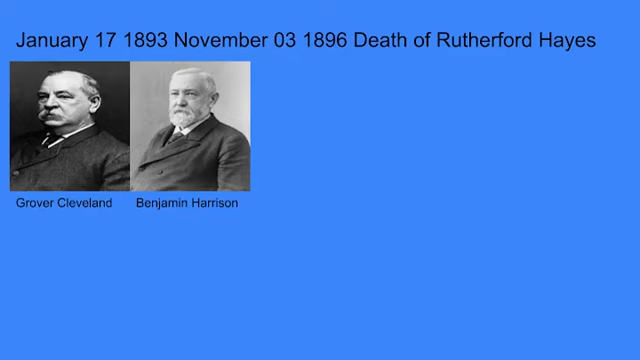 January 17 1893 November 03 1896 Death of Rutherford Hayes
Grover Cleveland
Benjamin Harrison